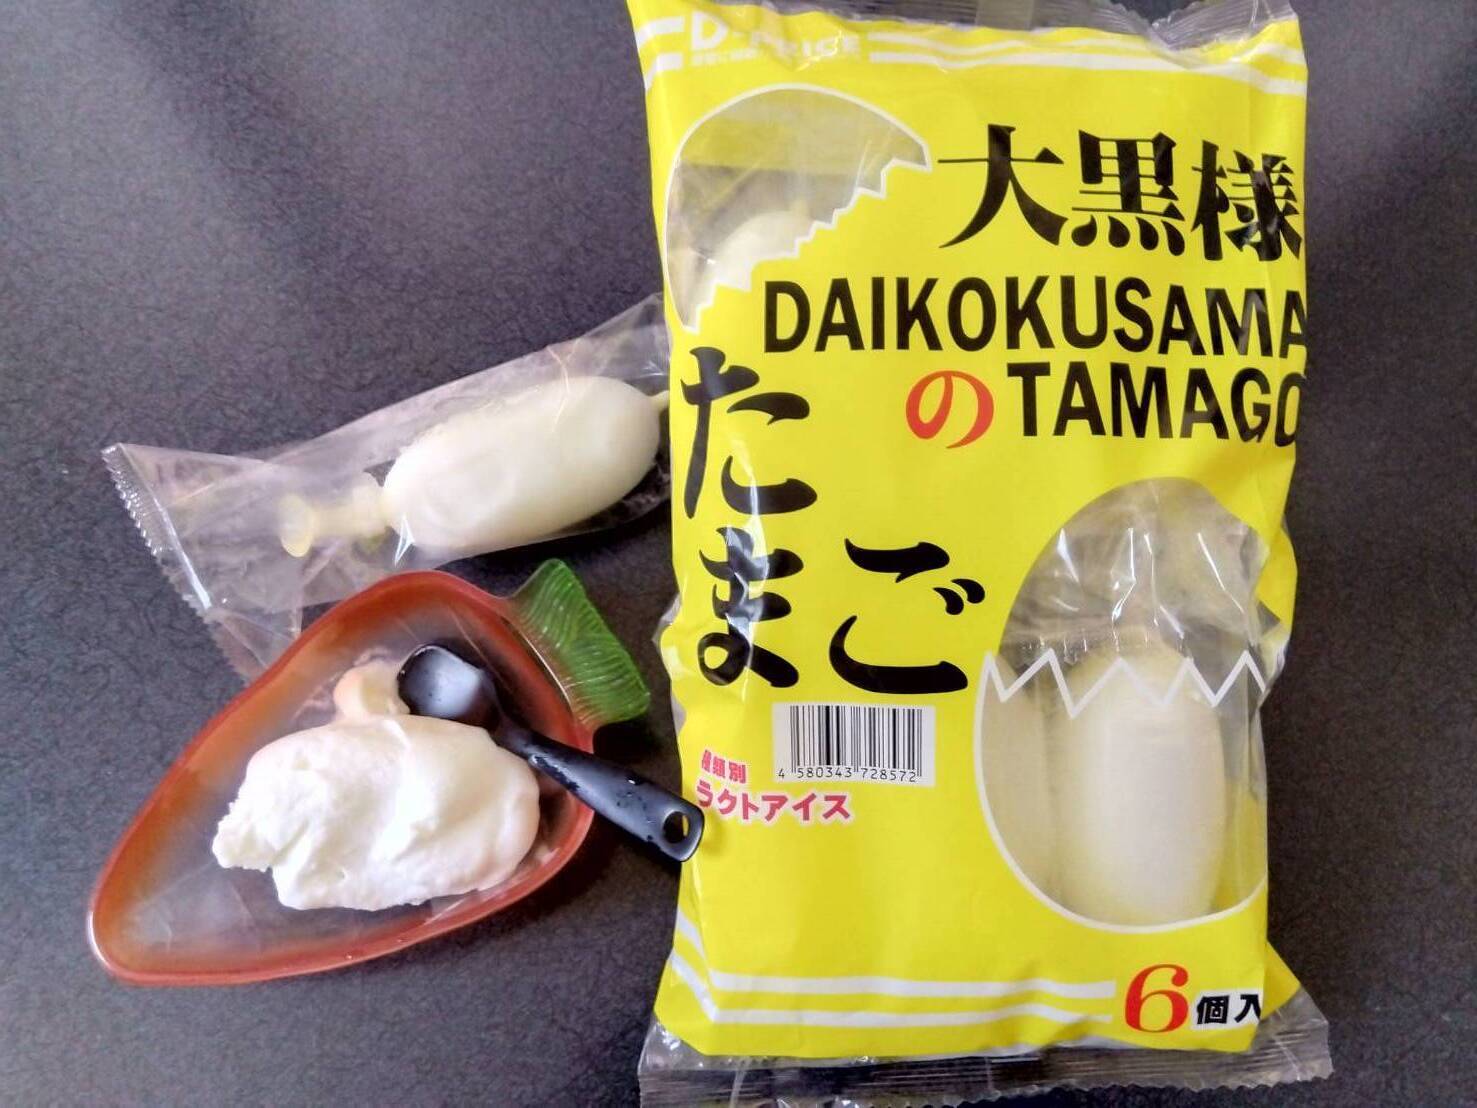 D-PRICE
大黒様
DAIKOKUSAMA
の TAMAGO
たまご
4 580343 728572
種類別
ラクトアイス
6個入